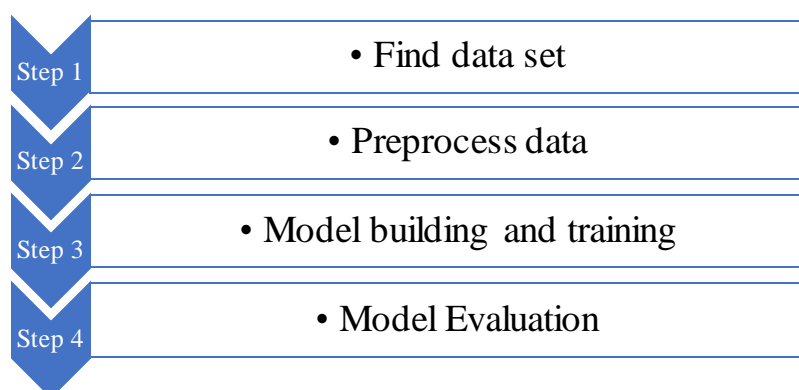 Step 1
• Find data set
Step 2
• Preprocess data
Step 3
• Model building and training
Step 4
• Model Evaluation